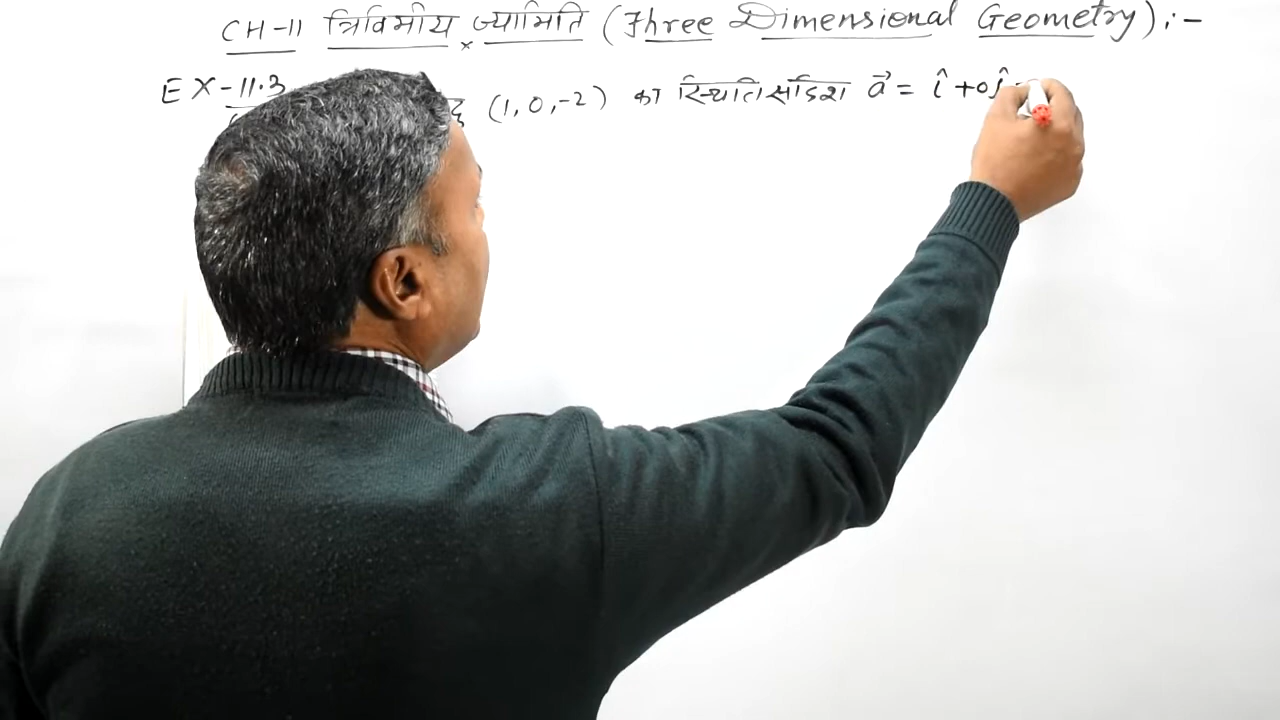 CH-11 त्रिविमीय ज्यामिति (Three Dimensional Geometry):-
EX-11.3 (1, 0, -2) का स्थिति सदिश a⃗ = î + 0ĵ -